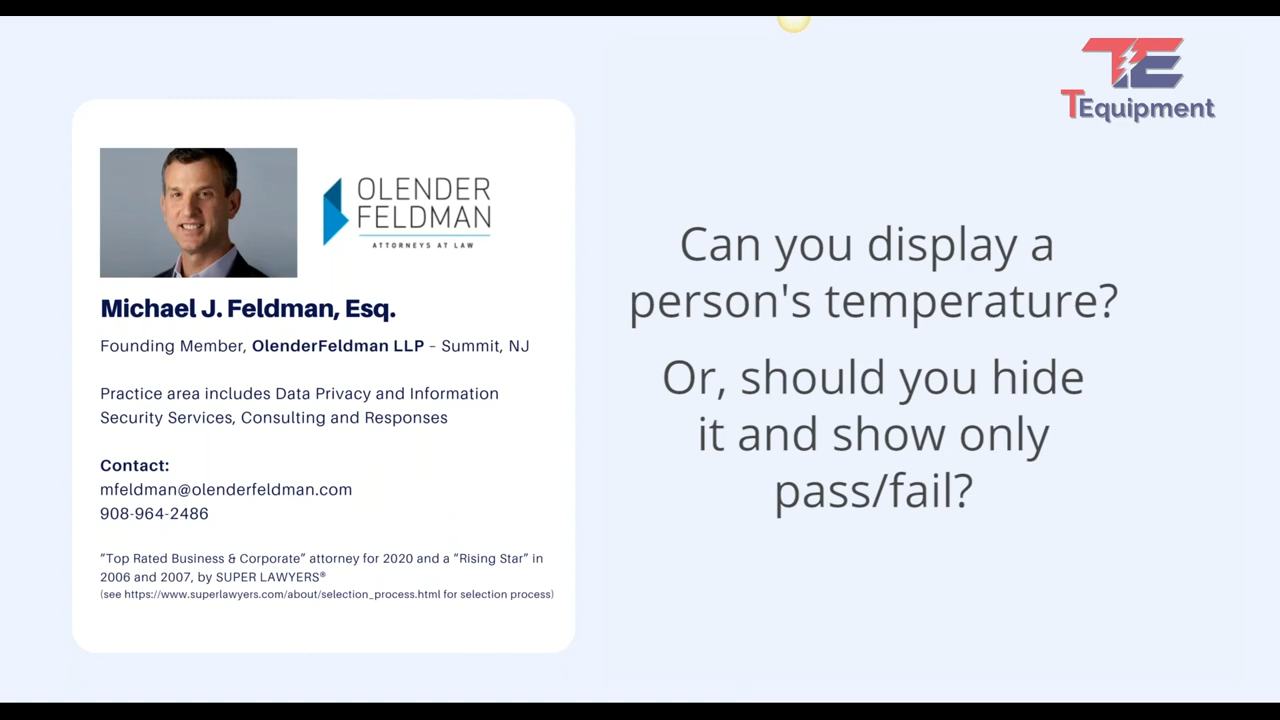 TE
TEquipment
OLENDER
FELDMAN
ATTORNEYS AT LAW
Michael J. Feldman, Esq.
Founding Member, OlenderFeldman LLP – Summit, NJ
Practice area includes Data Privacy and Information
Security Services, Consulting and Responses
Contact:
mfeldman@olenderfeldman.com
908-964-2486
"Top Rated Business & Corporate" attorney for 2020 and a "Rising Star" in
2006 and 2007, by SUPER LAWYERS®
(see https://www.superlawyers.com/about/selection_process.html for selection process)
Can you display a
person's temperature?
Or, should you hide
it and show only
pass/fail?